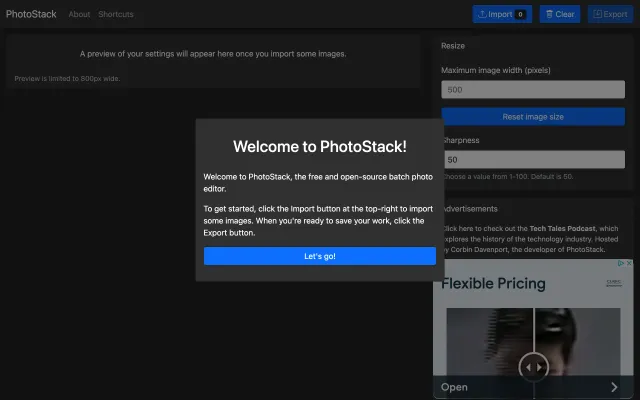 PhotoStack
About
Shortcuts
Import 0
Clear
Export
A preview of your settings will appear here once you import some images.
Preview is limited to 800px wide.
Resize
Maximum image width (pixels)
500
Reset image size
Sharpness
50
Choose a value from 1-100. Default is 50.
Welcome to PhotoStack!
Welcome to PhotoStack, the free and open-source batch photo
editor.
To get started, click the Import button at the top-right to import
some images. When you're ready to save your work, click the
Export button.
Let's go!
Advertisements
Click here to check out the Tech Tales Podcast, which
explores the history of the technology industry. Hosted
by Corbin Davenport, the developer of PhotoStack.
Flexible Pricing
Open